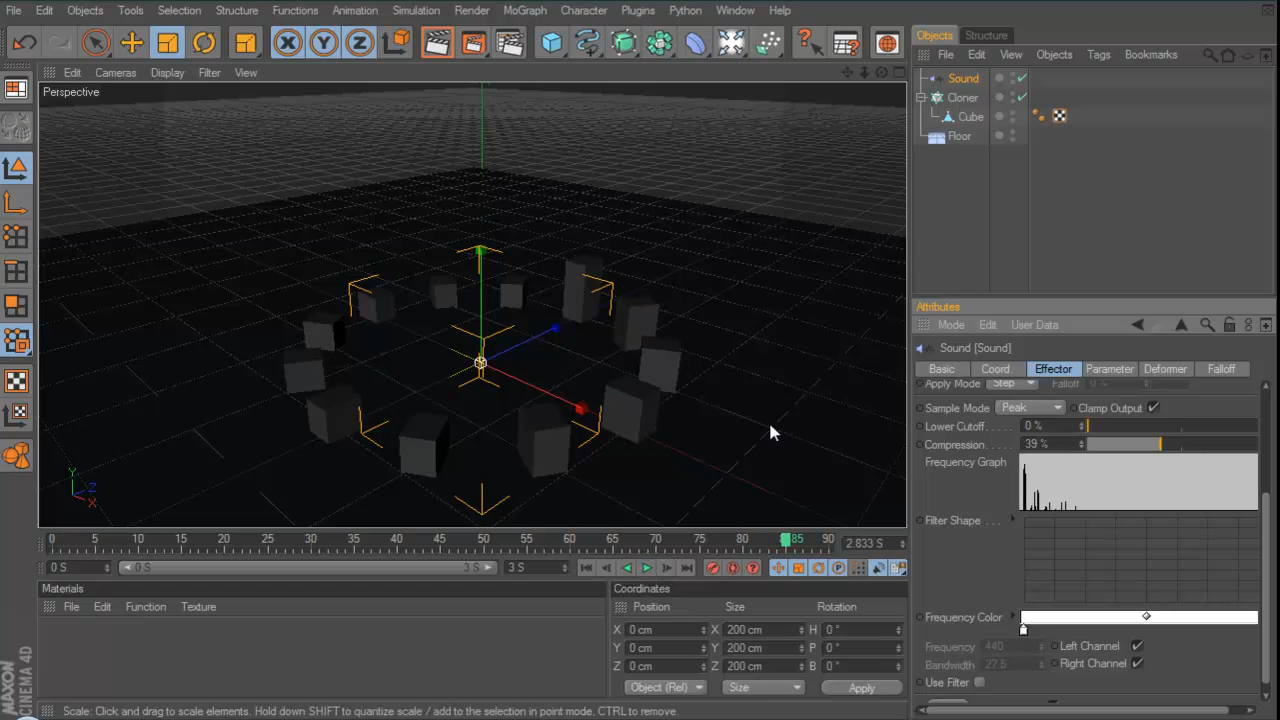 File Edit Objects Tools Selection Structure Functions Animation Simulation Render MoGraph Character Plugins Python Window Help
Objects Structure
File Edit View Objects Tags Bookmarks
Edit Cameras Display Filter View
Perspective
Sound
Cloner
Cube
Floor
Y
Z
X
Attributes
Mode Edit User Data
Sound [Sound]
Basic Coord. Effector Parameter Deformer Falloff
Apply Mode Step Falloff 0 %
Sample Mode Peak Clamp Output
Lower Cutoff 0 %
Compression 39 %
Frequency Graph
Filter Shape
Frequency Color
Frequency 440 Left Channel
Bandwidth 27.5 Right Channel
Use Filter
0 5 10 15 20 25 30 35 40 45 50 55 60 65 70 75 80 85 90 2.833 S
0 S 0 S 3 S 3 S
Materials
File Edit Function Texture
Coordinates
Position Size Rotation
X 0 cm X 200 cm H 0 °
Y 0 cm Y 200 cm P 0 °
Z 0 cm Z 200 cm B 0 °
Object (Rel) Size Apply
MAXON
CINEMA 4D
Scale: Click and drag to scale elements. Hold down SHIFT to quantize scale / add to the selection in point mode, CTRL to remove.